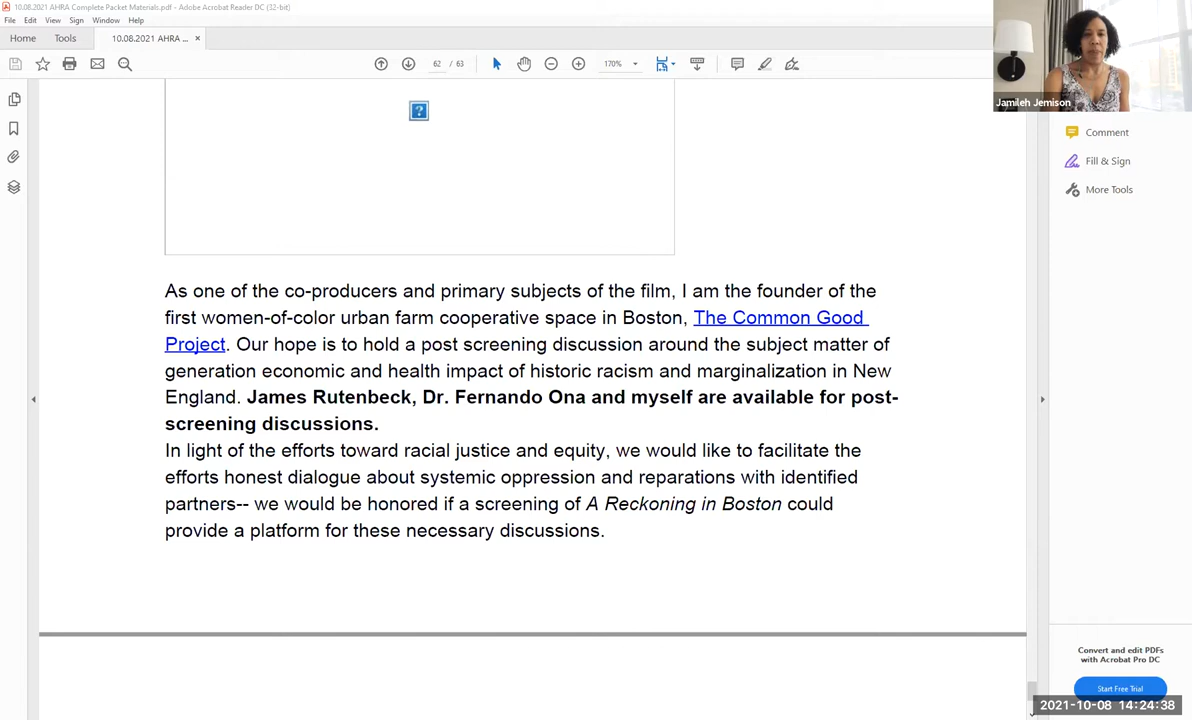 10.08.2021 AHRA Complete Packet Materials.pdf - Adobe Acrobat Reader DC (32-bit)
File Edit View Sign Window Help
Home Tools 10.08.2021 AHRA ... ×
62 / 63 170%
?
Jamileh Jemison
Comment
Fill & Sign
More Tools
As one of the co-producers and primary subjects of the film, I am the founder of the
first women-of-color urban farm cooperative space in Boston, The Common Good
Project. Our hope is to hold a post screening discussion around the subject matter of
generation economic and health impact of historic racism and marginalization in New
England. James Rutenbeck, Dr. Fernando Ona and myself are available for post-
screening discussions.
In light of the efforts toward racial justice and equity, we would like to facilitate the
efforts honest dialogue about systemic oppression and reparations with identified
partners-- we would be honored if a screening of A Reckoning in Boston could
provide a platform for these necessary discussions.
Convert and edit PDFs
with Acrobat Pro DC
Start Free Trial
2021-10-08 14:24:38